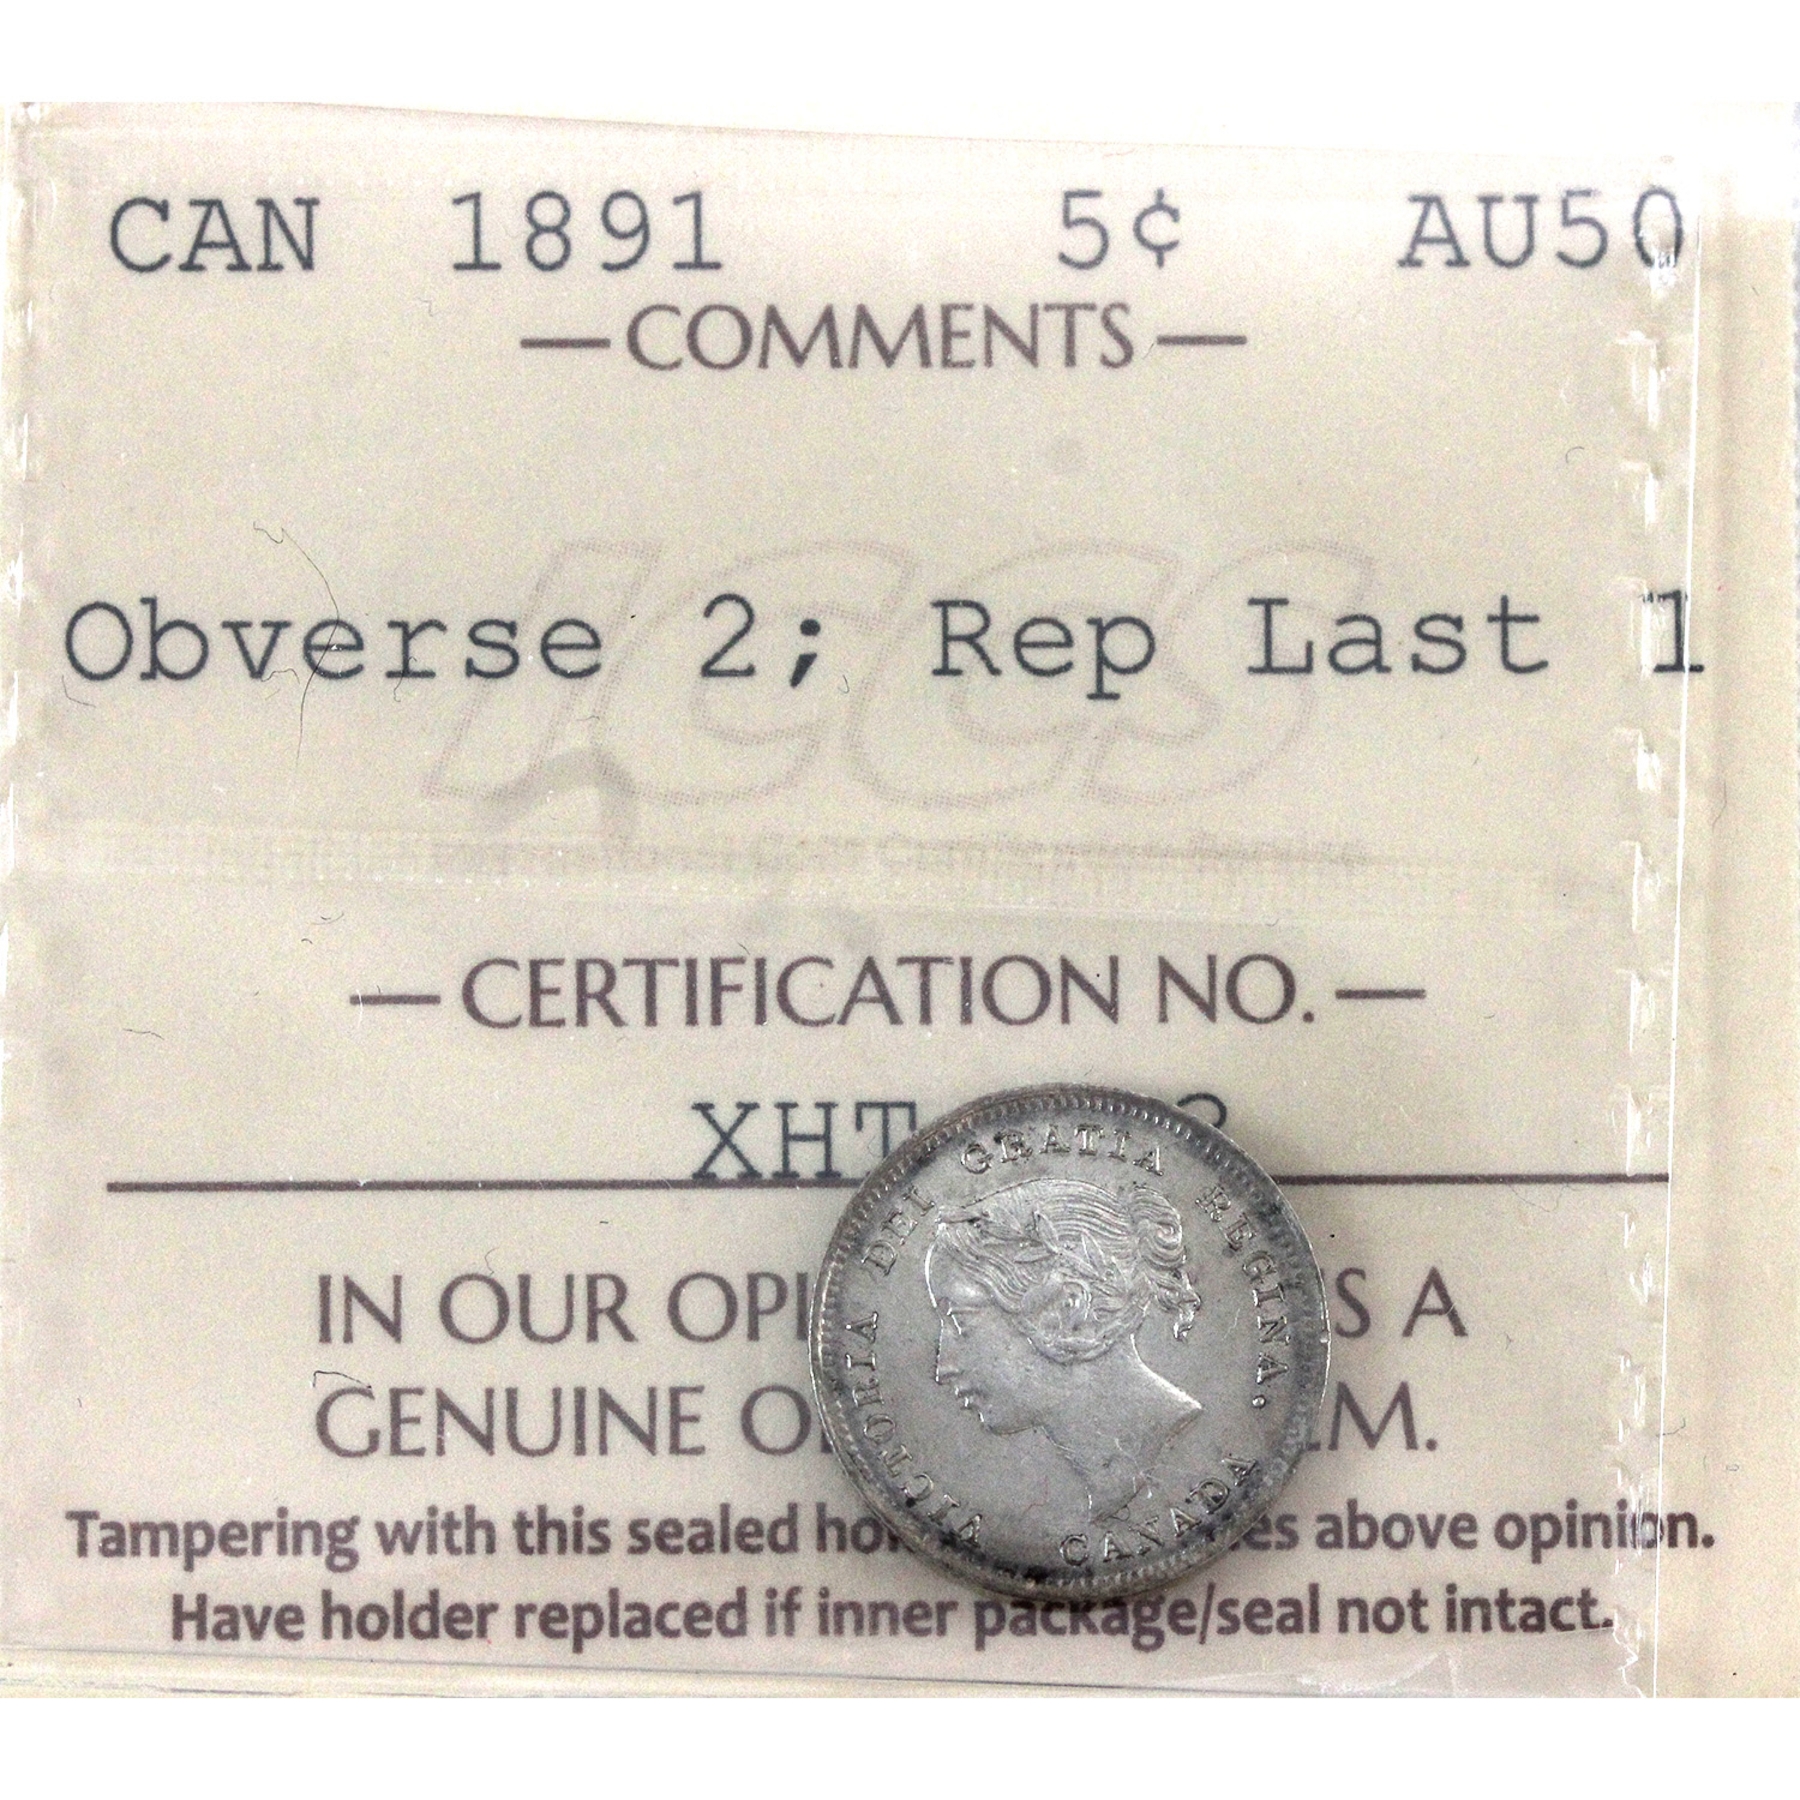 CAN 1891 5¢ AU50
—COMMENTS—
ICCS
Obverse 2; Rep Last 1
—CERTIFICATION NO.—
XHT 3
IN OUR OPI S A
GENUINE O M.
Tampering with this sealed ho es above opinion.
Have holder replaced if inner package/seal not intact.
VICTORIA DEI GRATIA REGINA.
CANADA